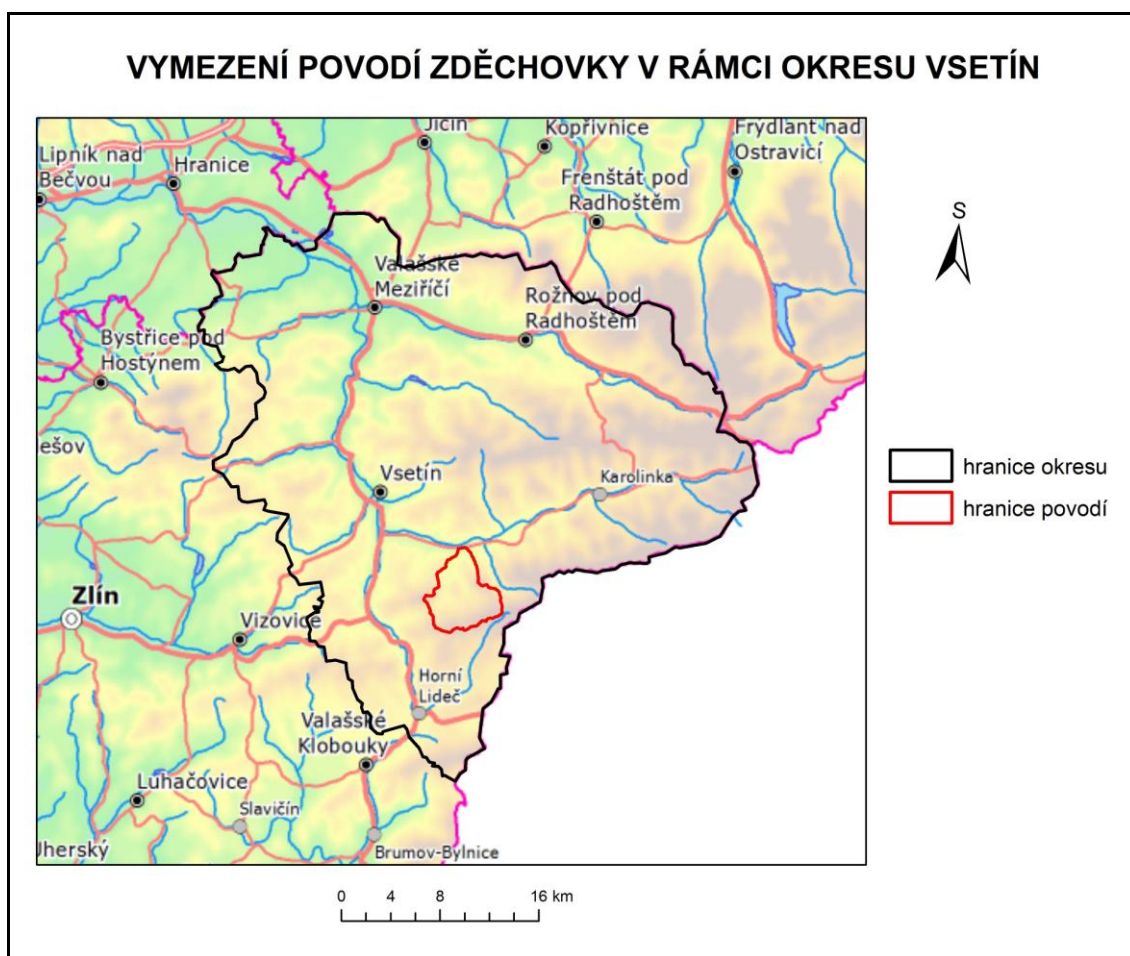 VYMEZENÍ POVODÍ ZDĚCHOVKY V RÁMCI OKRESU VSETÍN
Jičín
Kopřivnice
Frýdlant nad
Ostravicí
Lipník nad
Bečvou
Hranice
Frenštát pod
Radhoštěm
S
Valašské
Meziříčí
Rožnov pod
Radhoštěm
Bystřice pod
Hostýnem
ešov
Vsetín
Karolinka
hranice okresu
hranice povodí
Zlín
Vizovice
Horní
Lideč
Valašské
Klobouky
Luhačovice
Slavičín
Uherský
Brumov-Bylnice
0 4 8 16 km